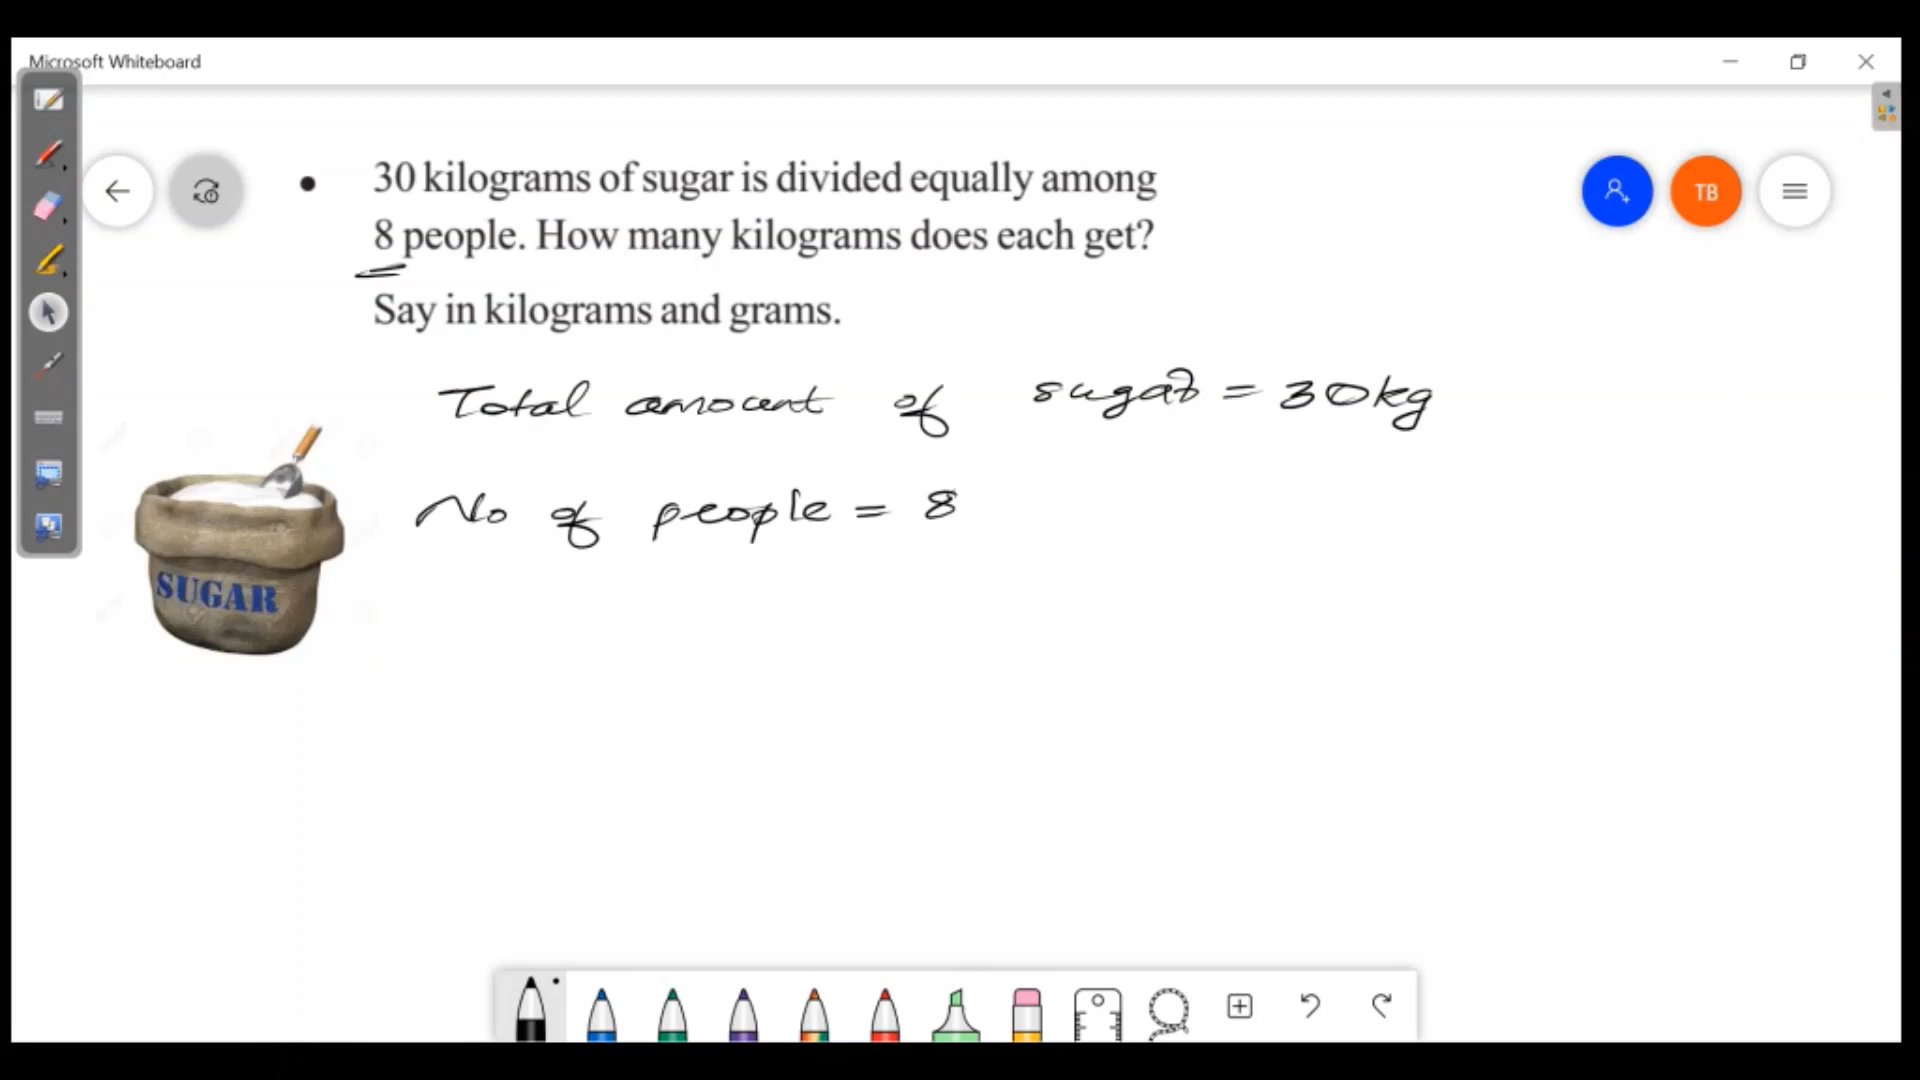 Microsoft Whiteboard
• 30 kilograms of sugar is divided equally among
8 people. How many kilograms does each get?
TB
Say in kilograms and grams.
Total amount of sugar = 30kg
No of people = 8
SUGAR